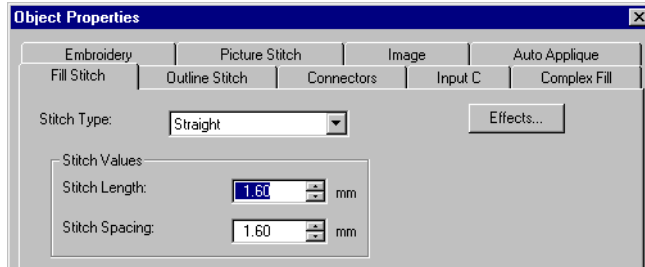 Object Properties
Embroidery Picture Stitch Image Auto Applique
Fill Stitch Outline Stitch Connectors Input C Complex Fill
Stitch Type: Straight Effects...
Stitch Values
Stitch Length: 1.60 mm
Stitch Spacing: 1.60 mm